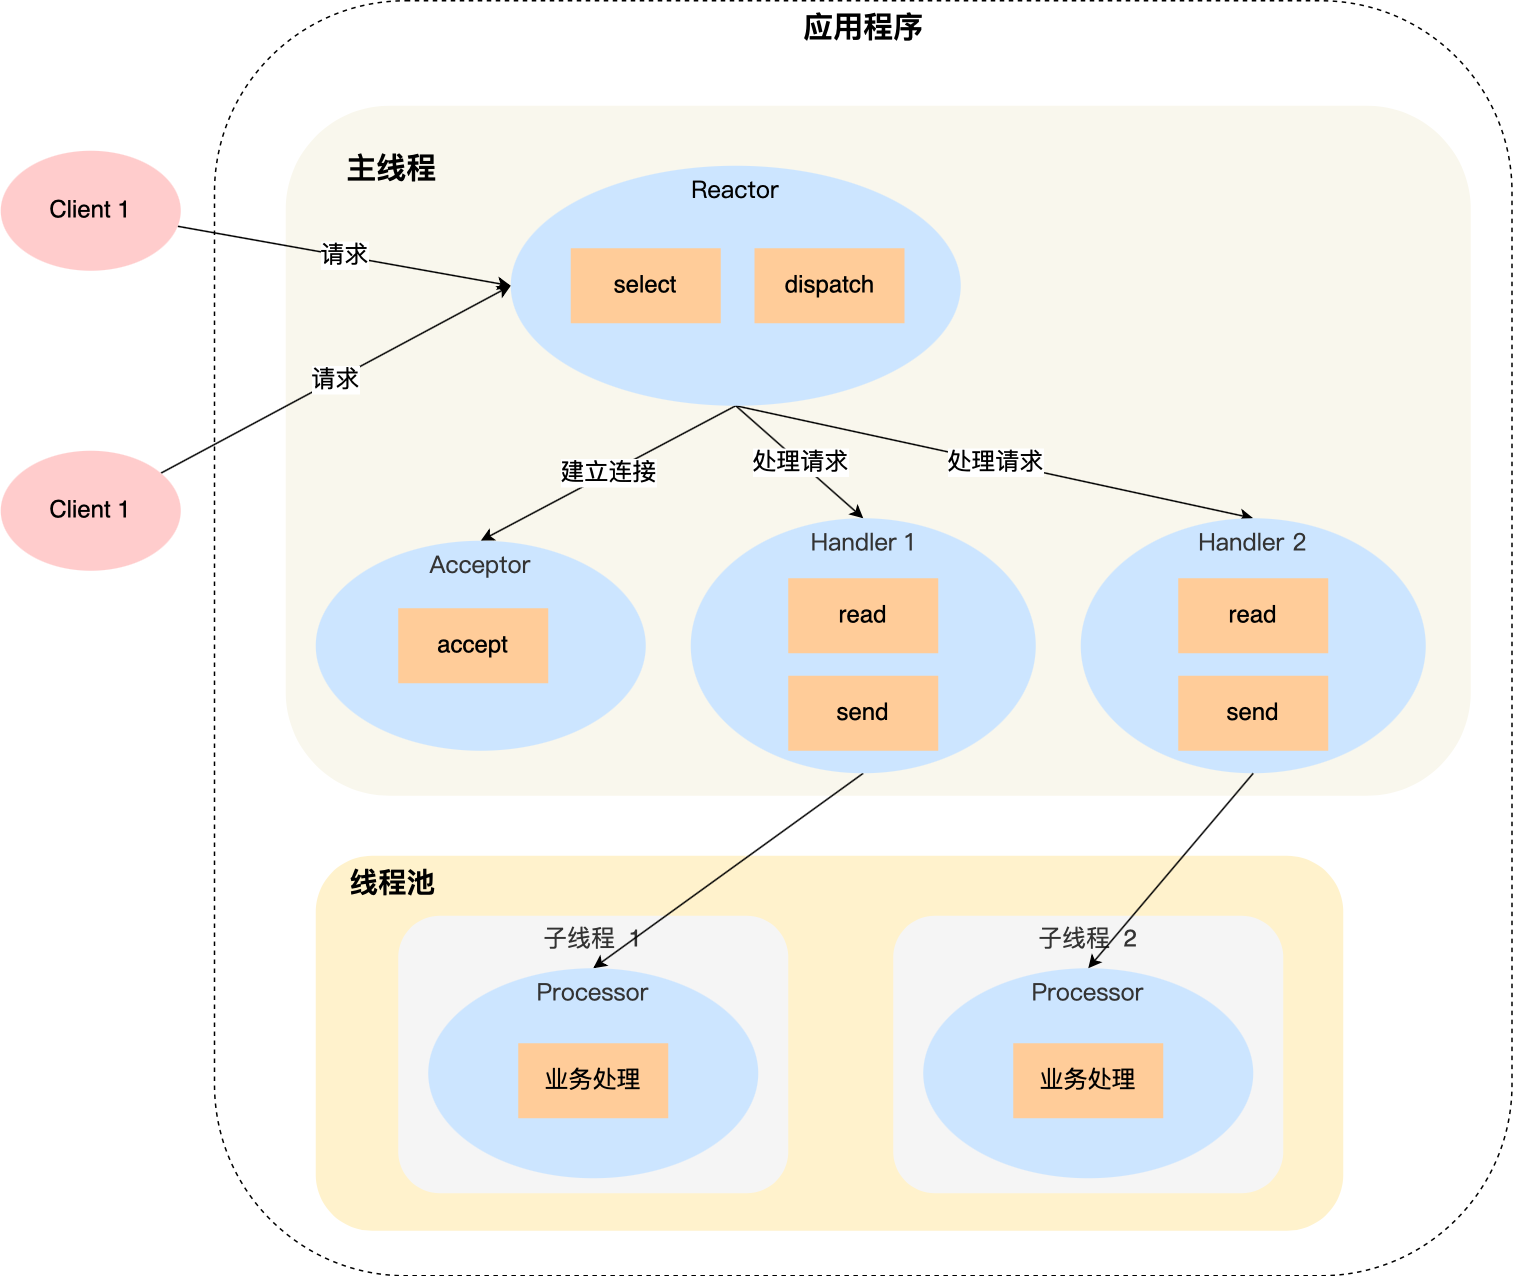 应用程序
主线程
Client 1
Reactor
请求
select
dispatch
请求
建立连接
处理请求
处理请求
Client 1
Acceptor
accept
Handler 1
read
send
Handler 2
read
send
线程池
子线程 1
Processor
业务处理
子线程 2
Processor
业务处理